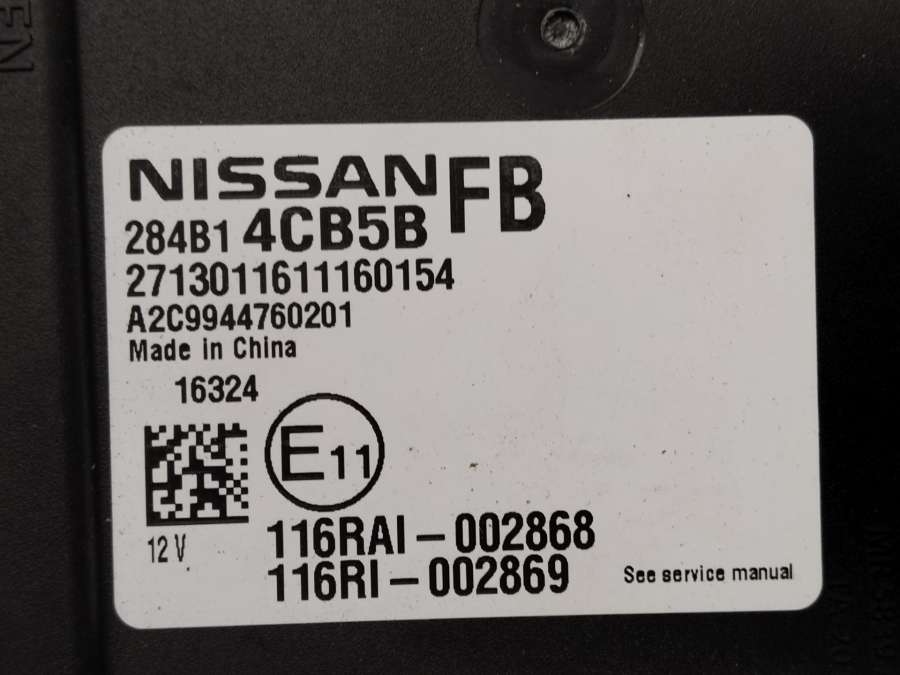 NISSAN FB
284B1 4CB5B
2713011611160154
A2C9944760201
Made in China
16324
E11
12 V
116RAI – 002868
116RI – 002869
See service manual
EN